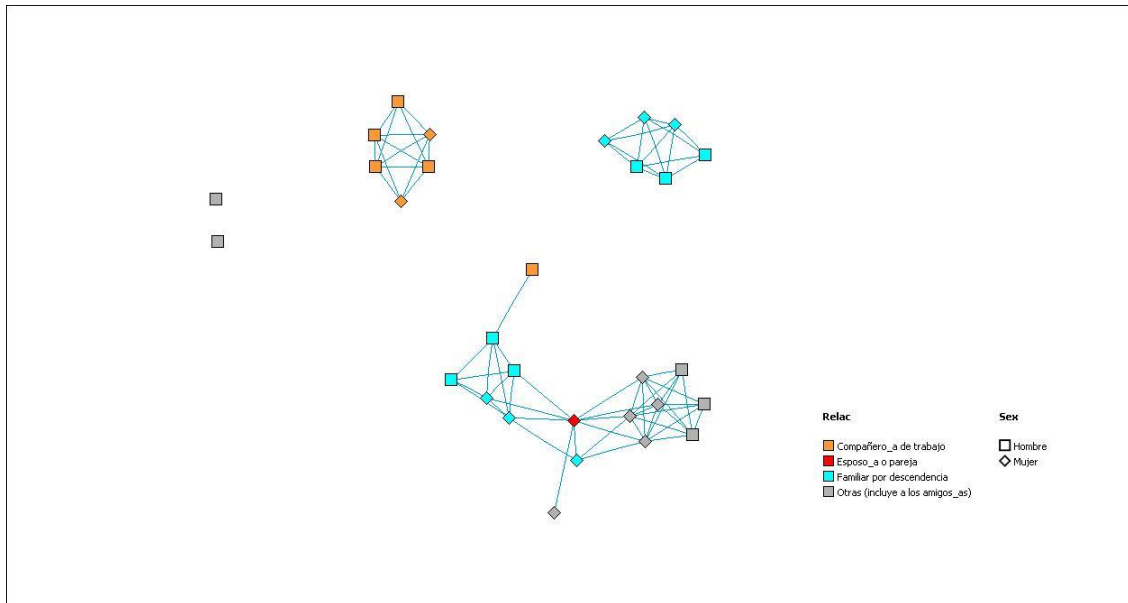 Relac
Compañero_a de trabajo
Esposo_a o pareja
Familiar por descendencia
Otras (incluye a los amigos_as)
Sex
Hombre
Mujer